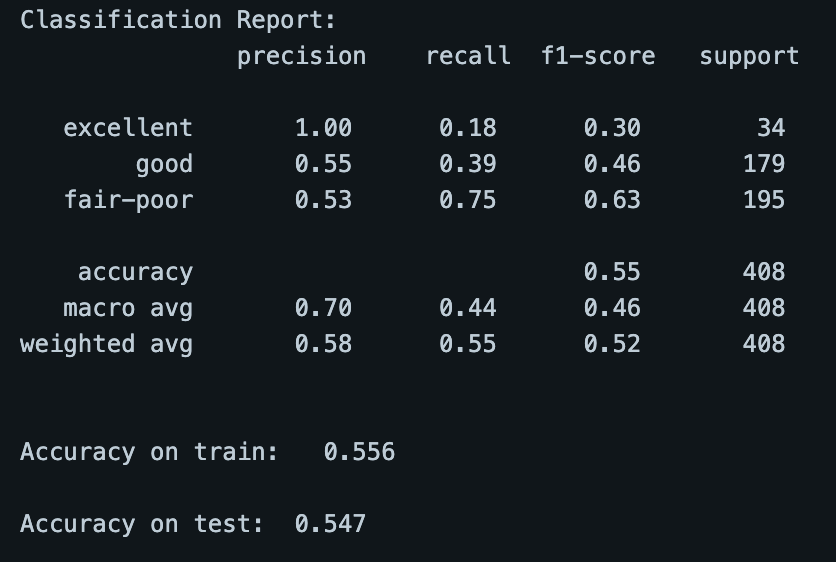 Classification Report:
precision recall f1-score support
excellent 1.00 0.18 0.30 34
good 0.55 0.39 0.46 179
fair-poor 0.53 0.75 0.63 195
accuracy 0.55 408
macro avg 0.70 0.44 0.46 408
weighted avg 0.58 0.55 0.52 408
Accuracy on train: 0.556
Accuracy on test: 0.547